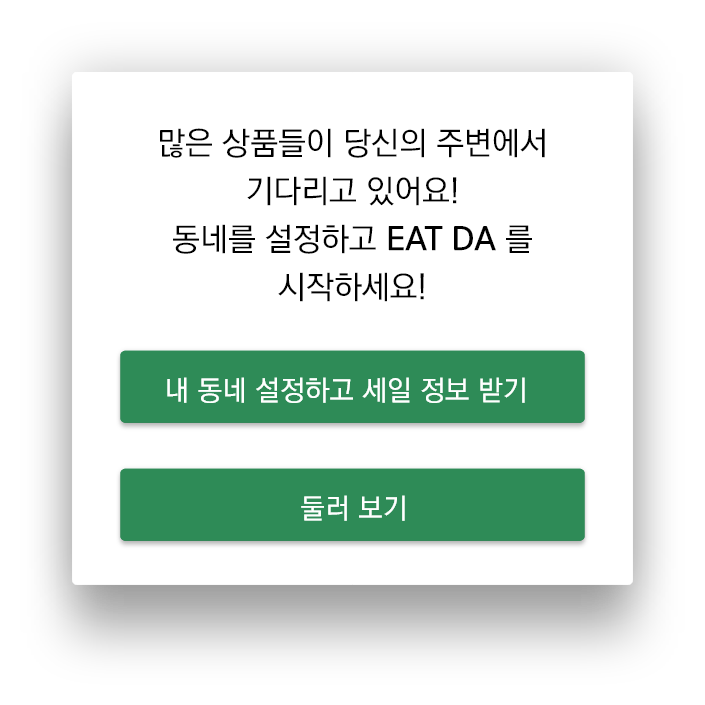 많은 상품들이 당신의 주변에서
기다리고 있어요!
동네를 설정하고 EAT DA 를
시작하세요!
내 동네 설정하고 세일 정보 받기
둘러 보기